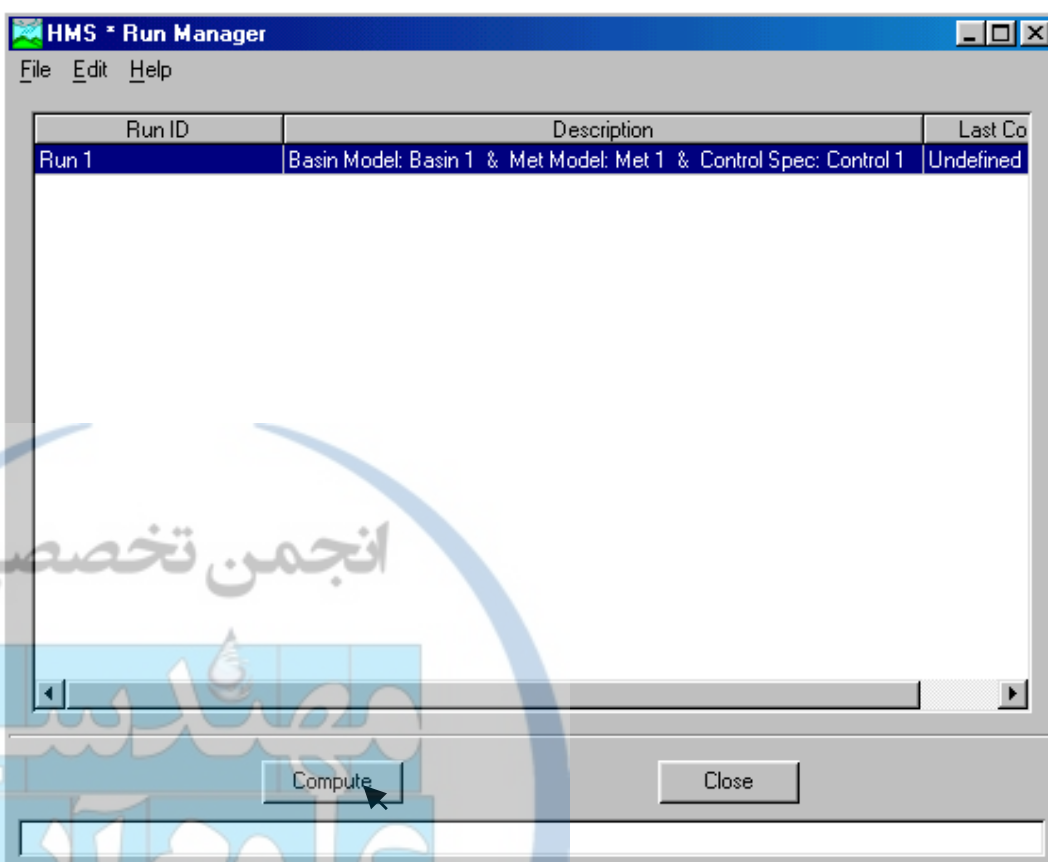 HMS * Run Manager
File Edit Help
Run ID Description Last Co
Run 1 Basin Model: Basin 1 & Met Model: Met 1 & Control Spec: Control 1 Undefined
انجمن
Compute Close